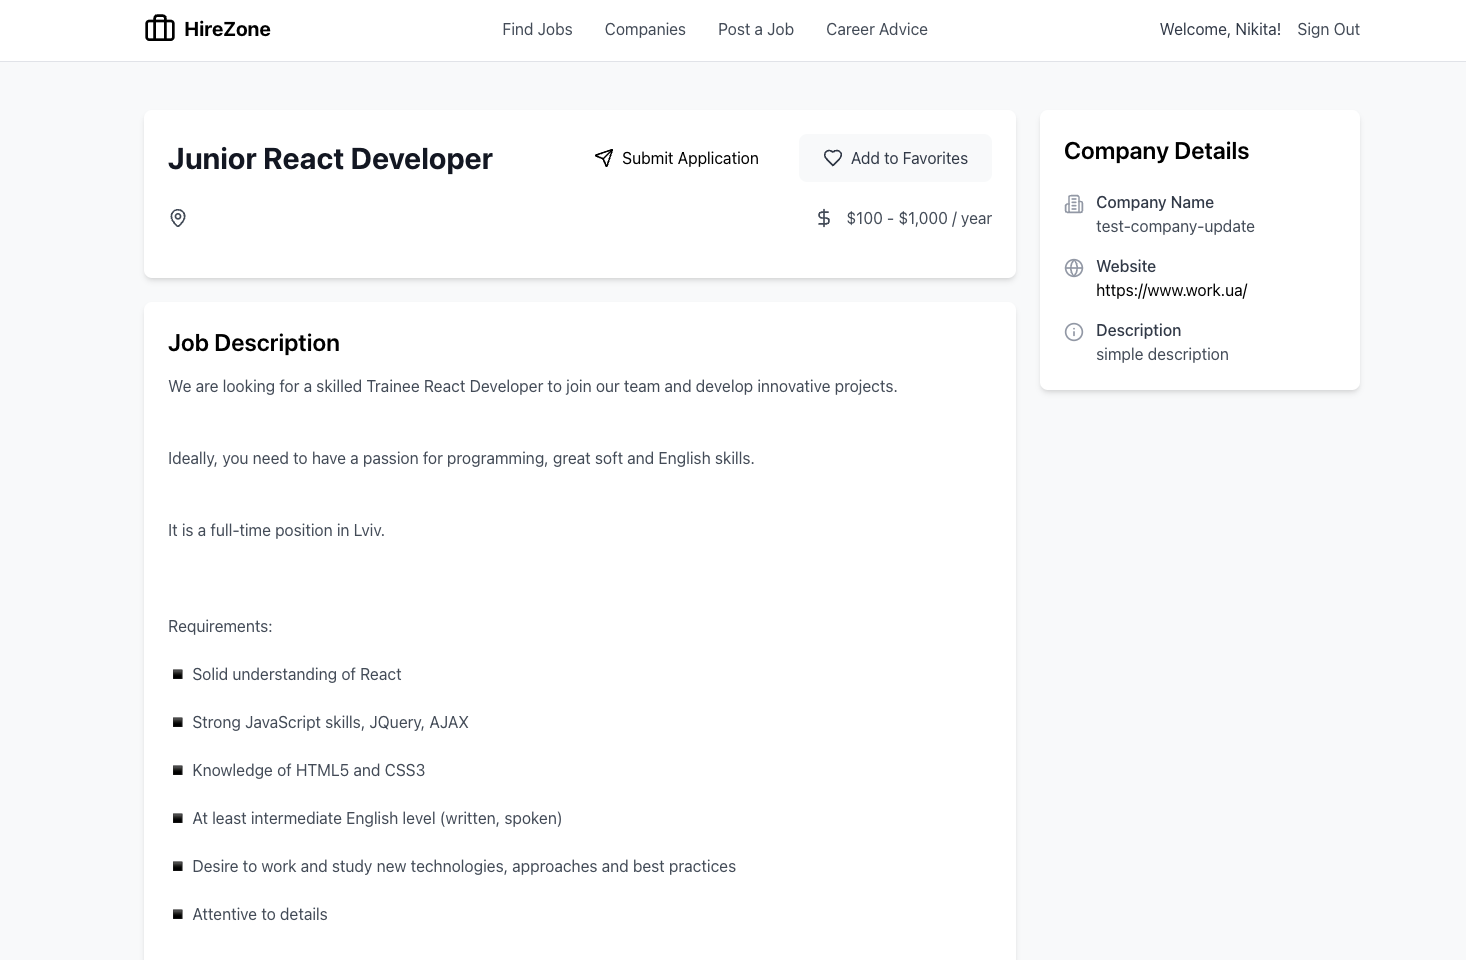 HireZone
Find Jobs
Companies
Post a Job
Career Advice
Welcome, Nikita!
Sign Out
Junior React Developer
Submit Application
Add to Favorites
$100 - $1,000 / year
Job Description
We are looking for a skilled Trainee React Developer to join our team and develop innovative projects.
Ideally, you need to have a passion for programming, great soft and English skills.
It is a full-time position in Lviv.
Requirements:
▪ Solid understanding of React
▪ Strong JavaScript skills, JQuery, AJAX
▪ Knowledge of HTML5 and CSS3
▪ At least intermediate English level (written, spoken)
▪ Desire to work and study new technologies, approaches and best practices
▪ Attentive to details
Company Details
Company Name
test-company-update
Website
https://www.work.ua/
Description
simple description